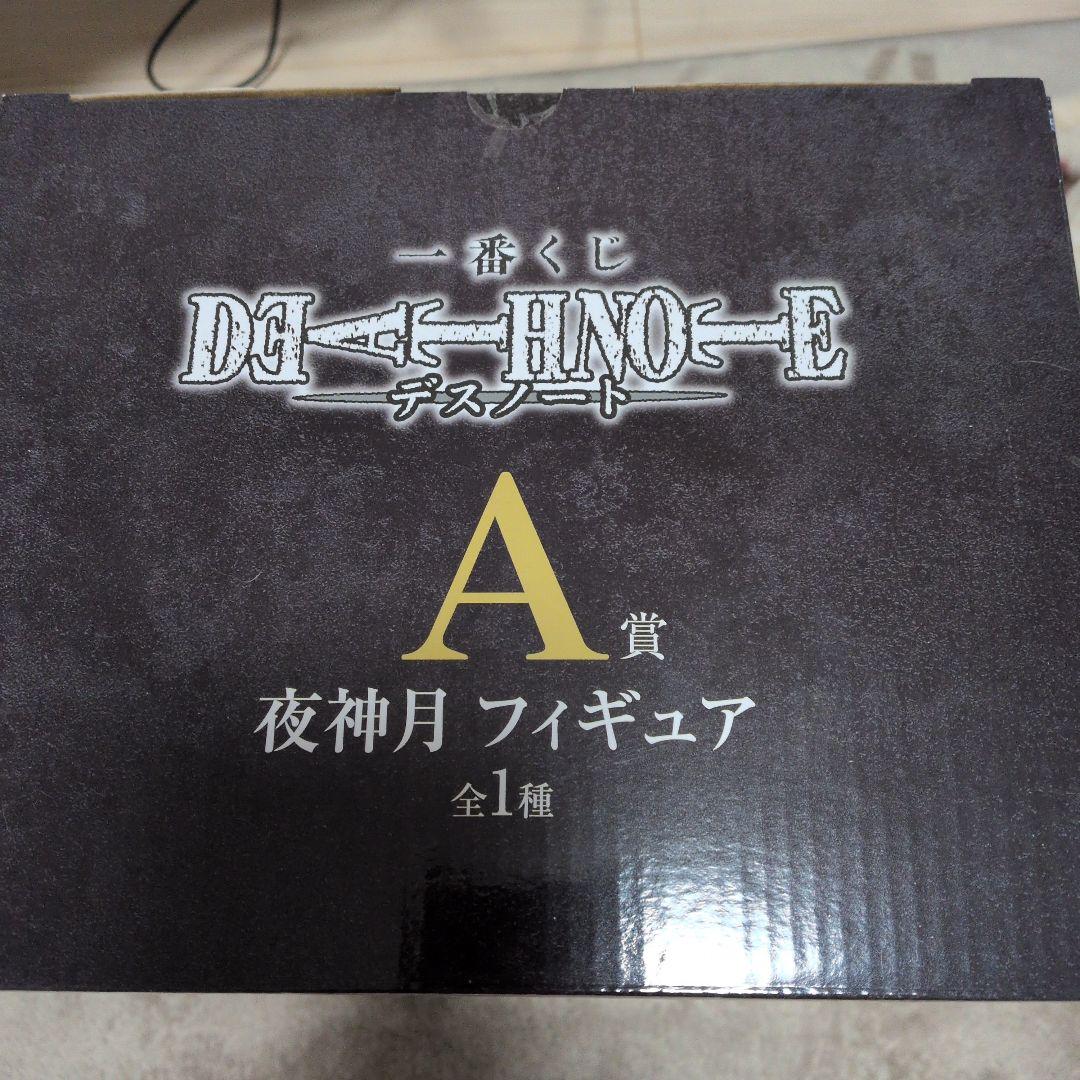 一番くじ
DEATH NOTE
デスノート
A賞
夜神月 フィギュア
全1種